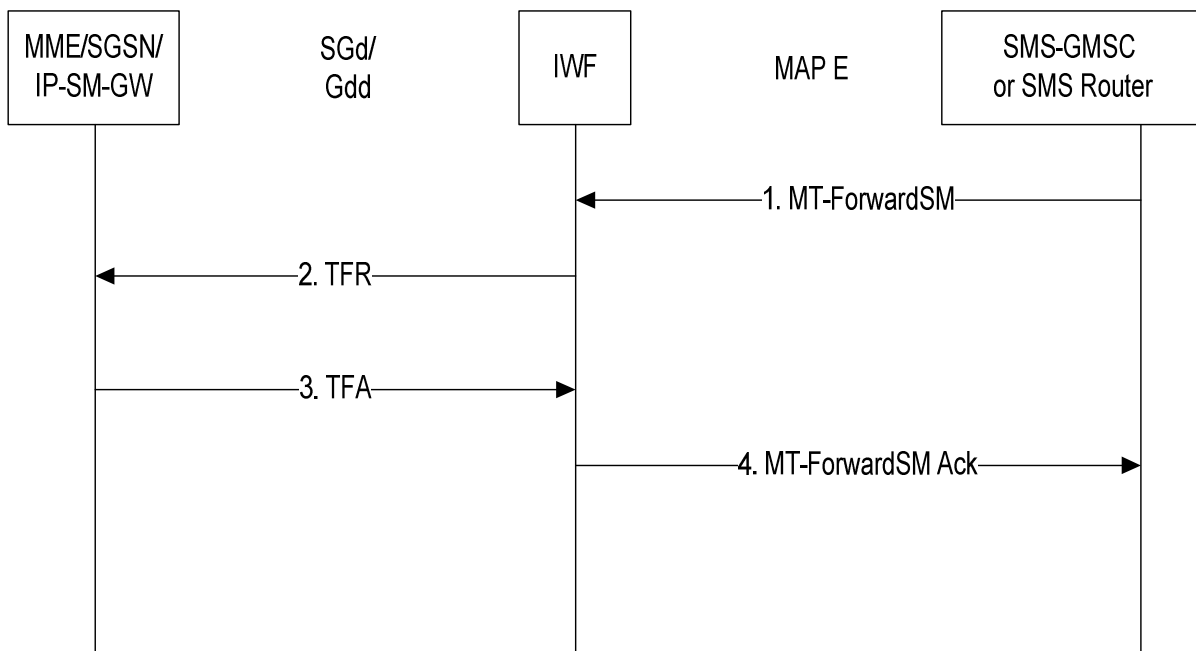 MME/SGSN/
IP-SM-GW
SGd/
Gdd
IWF
MAP E
SMS-GMSC
or SMS Router
1. MT-ForwardSM
2. TFR
3. TFA
4. MT-ForwardSM Ack